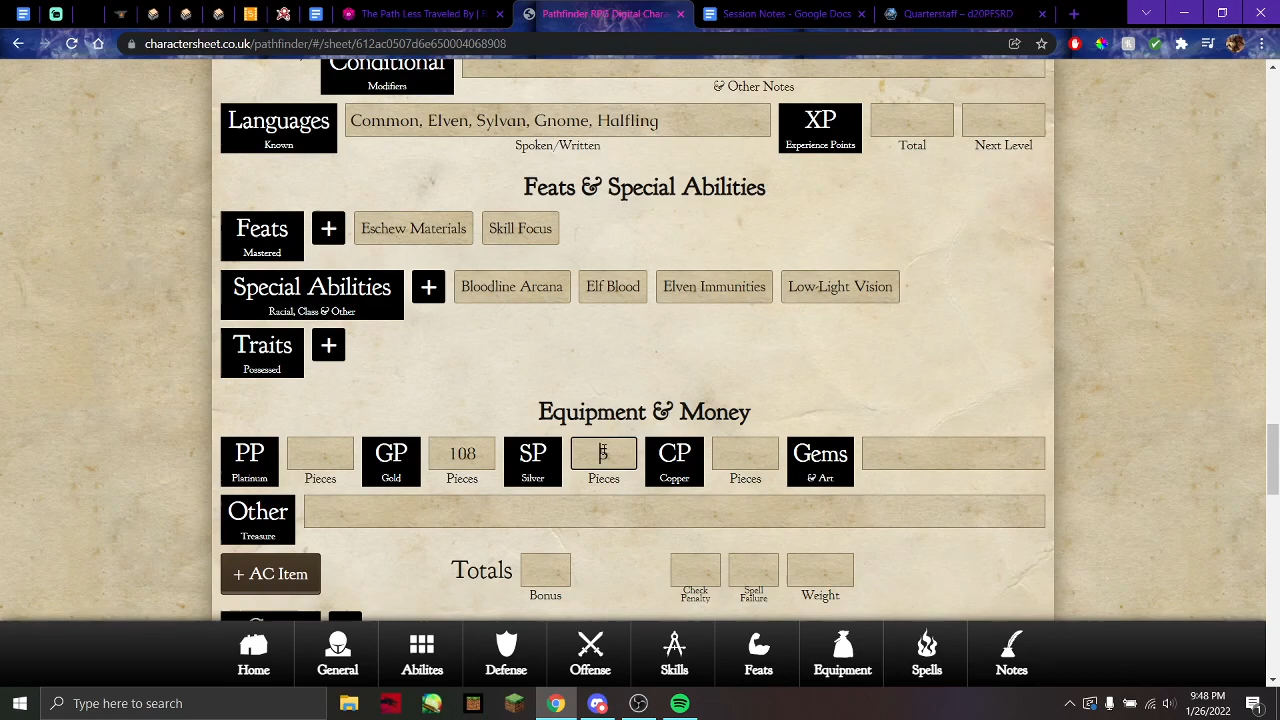 The Path Less Traveled By | F
Pathfinder RPG Digital Chara
Session Notes - Google Docs
Quarterstaff – d20PFSRD
charactersheet.co.uk/pathfinder/#/sheet/612ac0507d6e650004068908
Conditional
Modifiers
& Other Notes
Languages
Known
Common, Elven, Sylvan, Gnome, Halfling
Spoken/Written
XP
Experience Points
Total
Next Level
Feats & Special Abilities
Feats
Mastered
+
Eschew Materials
Skill Focus
Special Abilities
Racial, Class & Other
+
Bloodline Arcana
Elf Blood
Elven Immunities
Low-Light Vision
Traits
Possessed
+
Equipment & Money
PP
Platinum
Pieces
GP
Gold
108
Pieces
SP
Silver
Pieces
CP
Copper
Pieces
Gems
& Art
Other
Treasure
+ AC Item
Totals
Bonus
Check
Penalty
Spell
Failure
Weight
Home
General
Abilites
Defense
Offense
Skills
Feats
Equipment
Spells
Notes
Type here to search
9:48 PM
1/26/2022